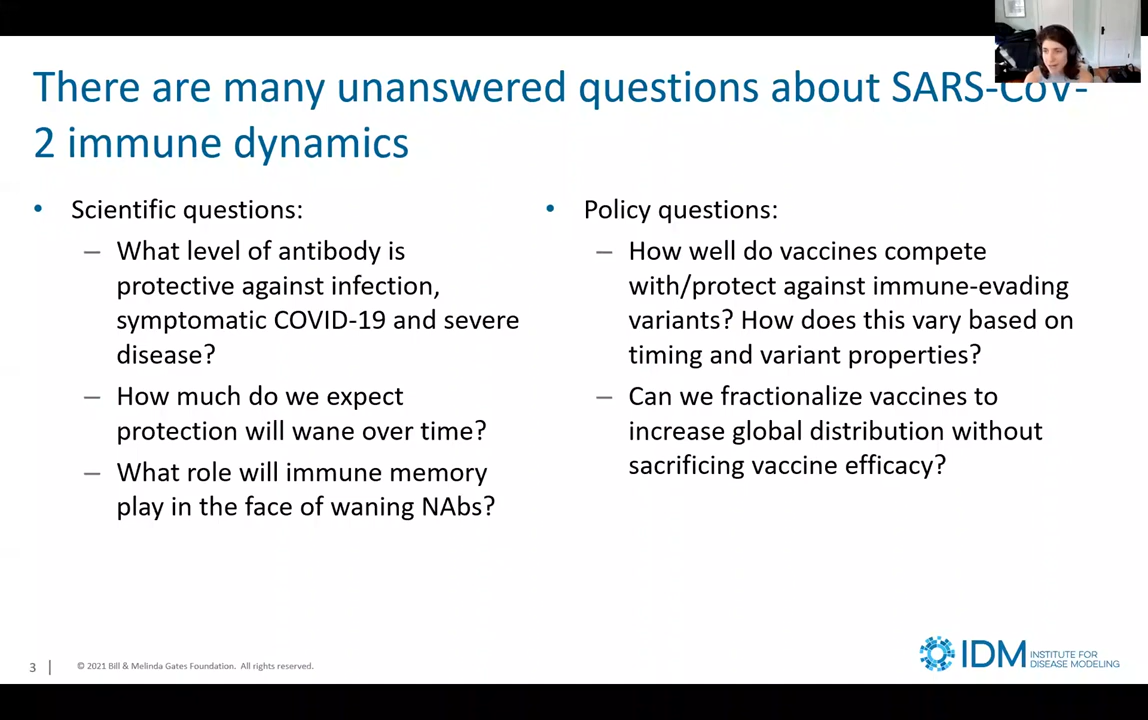 There are many unanswered questions about SARS-CoV-
2 immune dynamics
• Scientific questions:
– What level of antibody is
protective against infection,
symptomatic COVID-19 and severe
disease?
– How much do we expect
protection will wane over time?
– What role will immune memory
play in the face of waning NAbs?
• Policy questions:
– How well do vaccines compete
with/protect against immune-evading
variants? How does this vary based on
timing and variant properties?
– Can we fractionalize vaccines to
increase global distribution without
sacrificing vaccine efficacy?
3 | © 2021 Bill & Melinda Gates Foundation. All rights reserved.
IDM INSTITUTE FOR
DISEASE MODELING